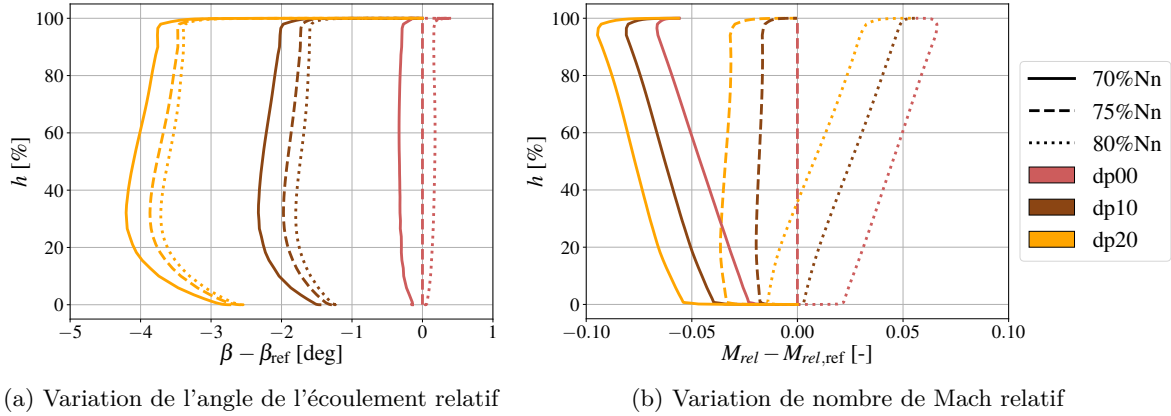 100
80
60
40
20
0
h [%]
−5 −4 −3 −2 −1 0 1
β − βref [deg]
(a) Variation de l'angle de l'écoulement relatif
100
80
60
40
20
0
h [%]
−0.10 −0.05 0.00 0.05 0.10
Mrel − Mrel,ref [-]
(b) Variation de nombre de Mach relatif
70%Nn
75%Nn
80%Nn
dp00
dp10
dp20